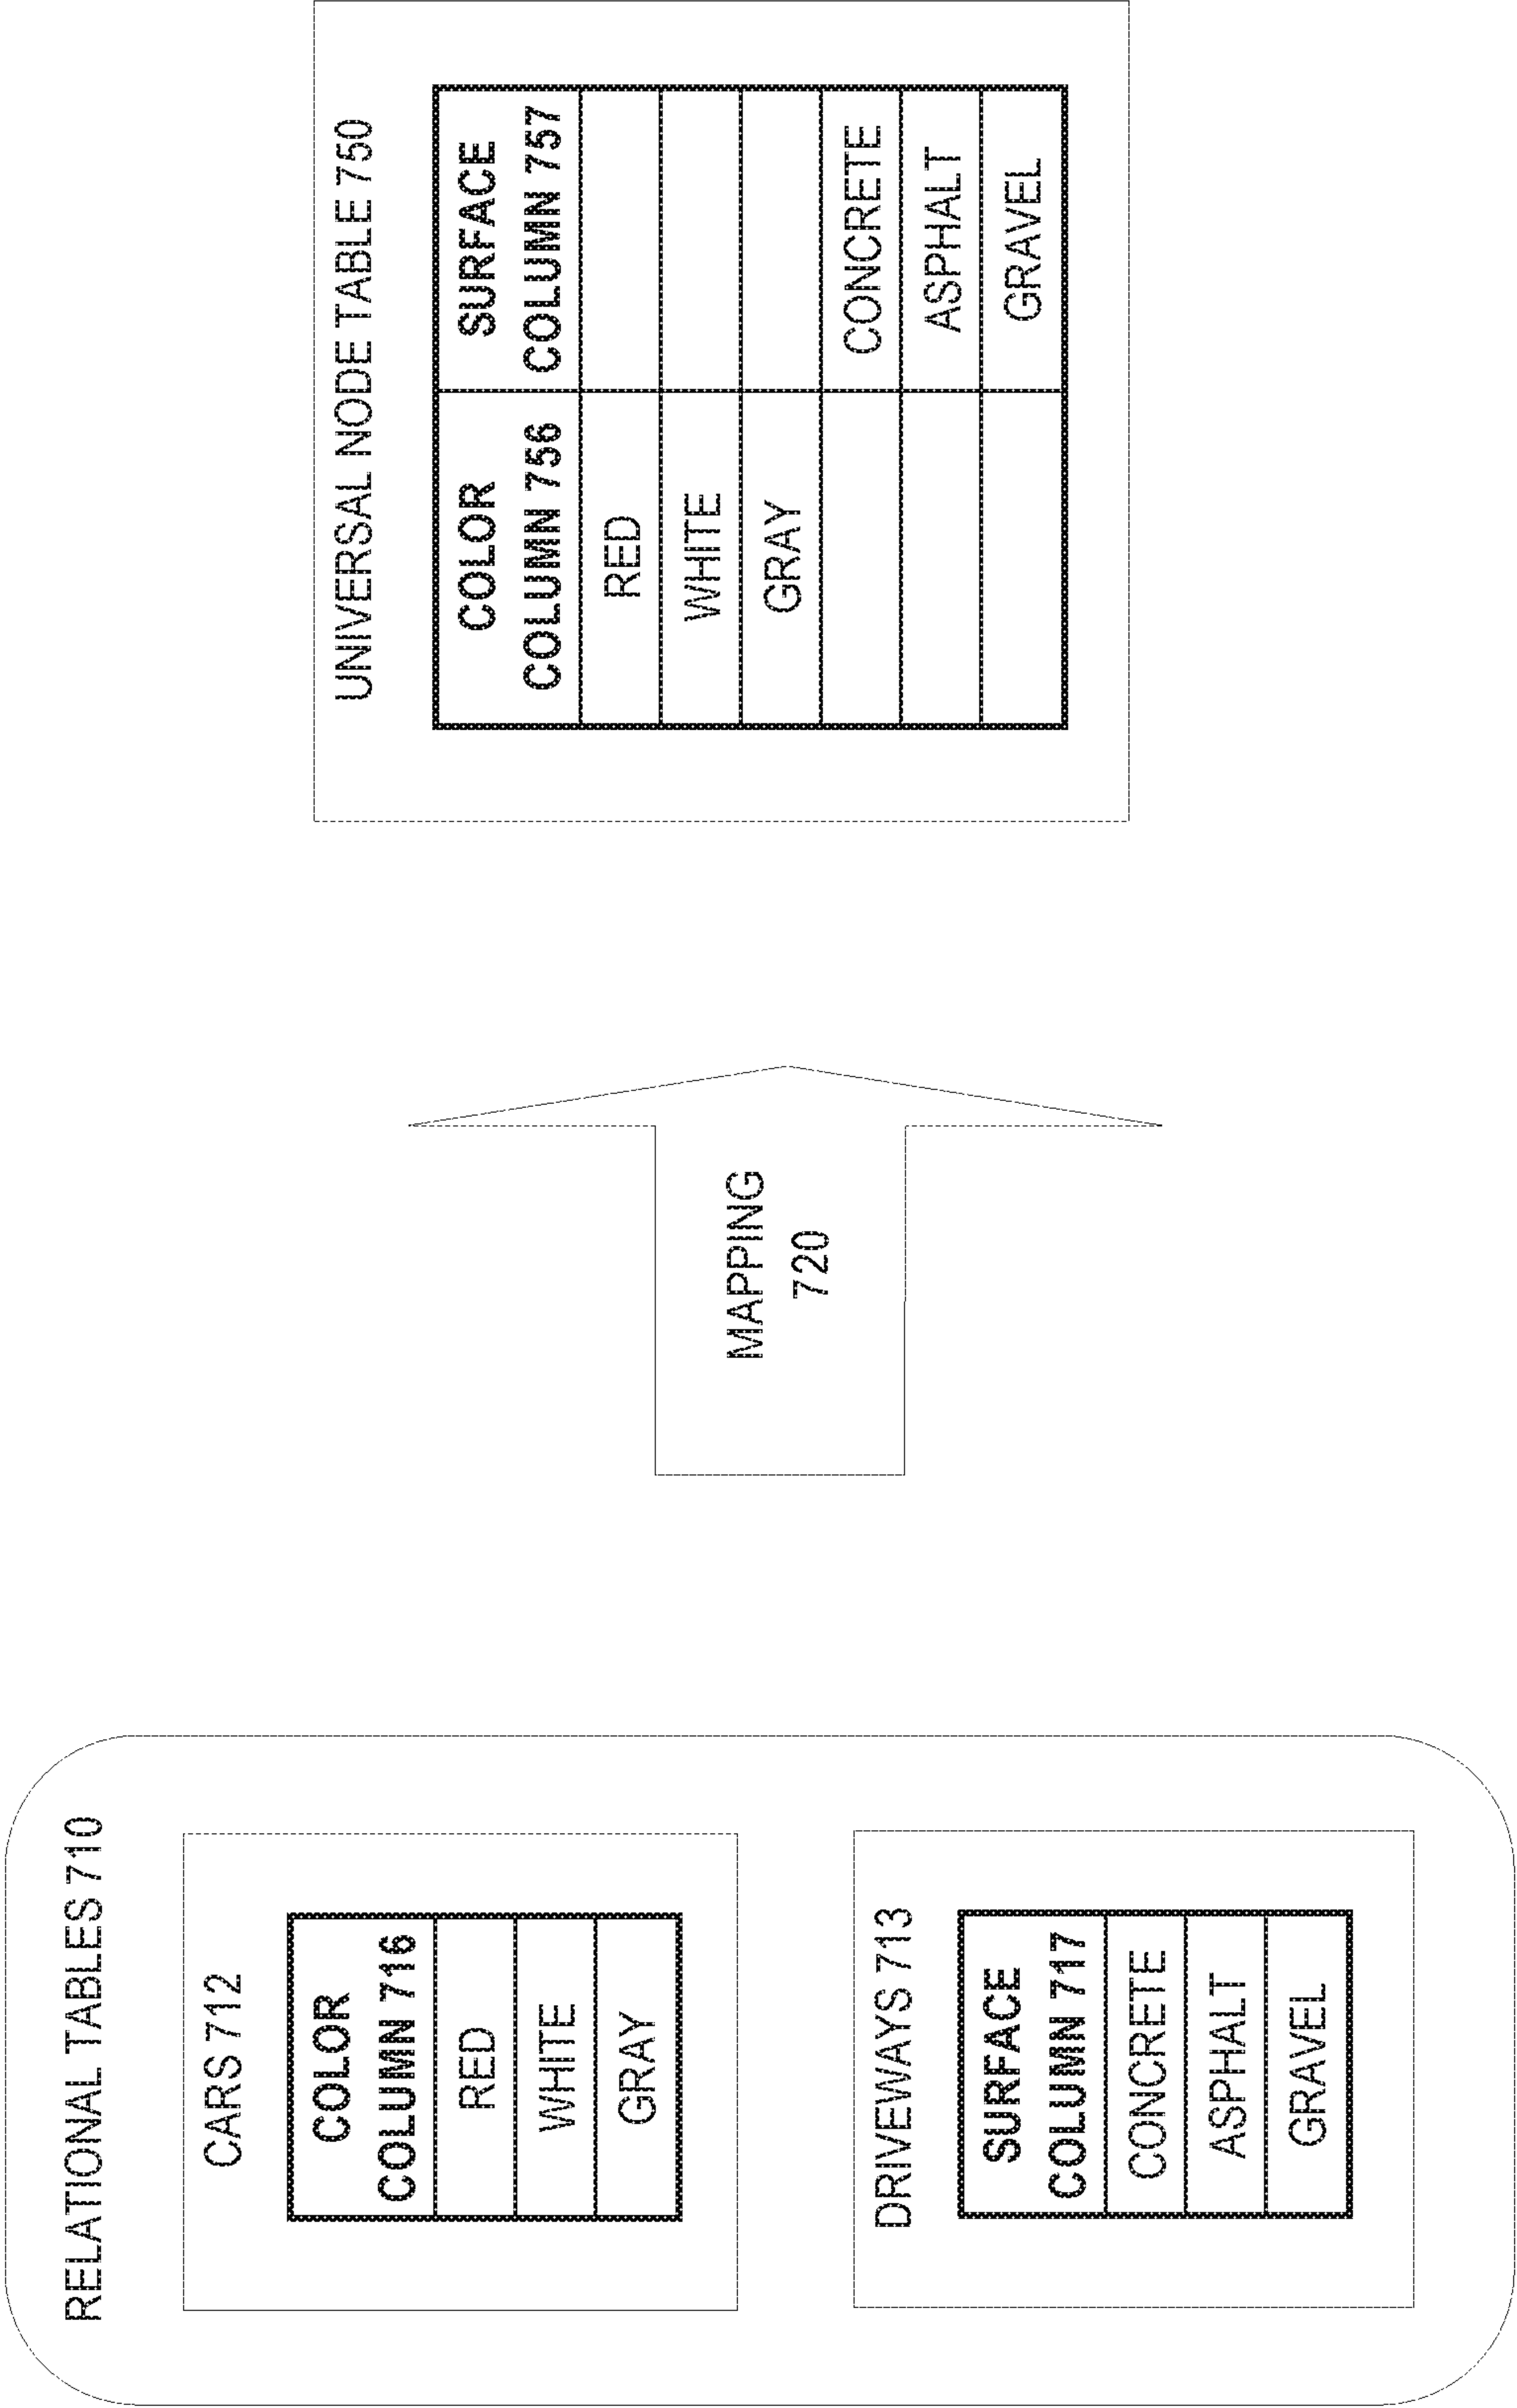 RELATIONAL TABLES 710
CARS 712
COLOR
COLUMN 716
RED
WHITE
GRAY
DRIVEWAYS 713
SURFACE
COLUMN 717
CONCRETE
ASPHALT
GRAVEL
MAPPING
720
UNIVERSAL NODE TABLE 750
COLOR SURFACE
COLUMN 756 COLUMN 757
RED
WHITE
GRAY
CONCRETE
ASPHALT
GRAVEL